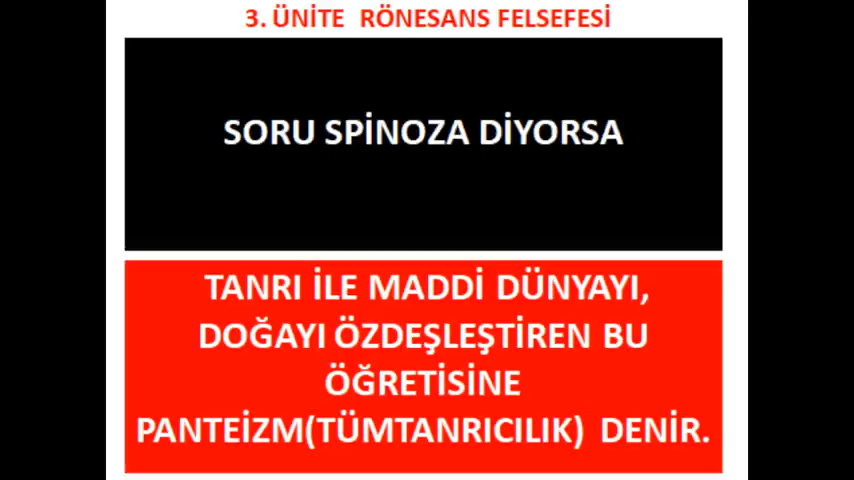 3. ÜNİTE RÖNESANS FELSEFESİ
SORU SPİNOZA DİYORSA
TANRI İLE MADDİ DÜNYAYI,
DOĞAYI ÖZDEŞLEŞTİREN BU
ÖĞRETİSİNE
PANTEİZM(TÜMTANRICILIK) DENİR.